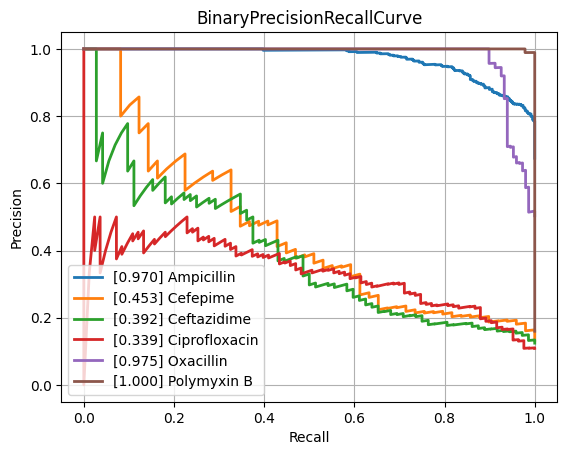 BinaryPrecisionRecallCurve
Precision
1.0
0.8
0.6
0.4
0.2
0.0
[0.970] Ampicillin
[0.453] Cefepime
[0.392] Ceftazidime
[0.339] Ciprofloxacin
[0.975] Oxacillin
[1.000] Polymyxin B
0.0 0.2 0.4 0.6 0.8 1.0
Recall